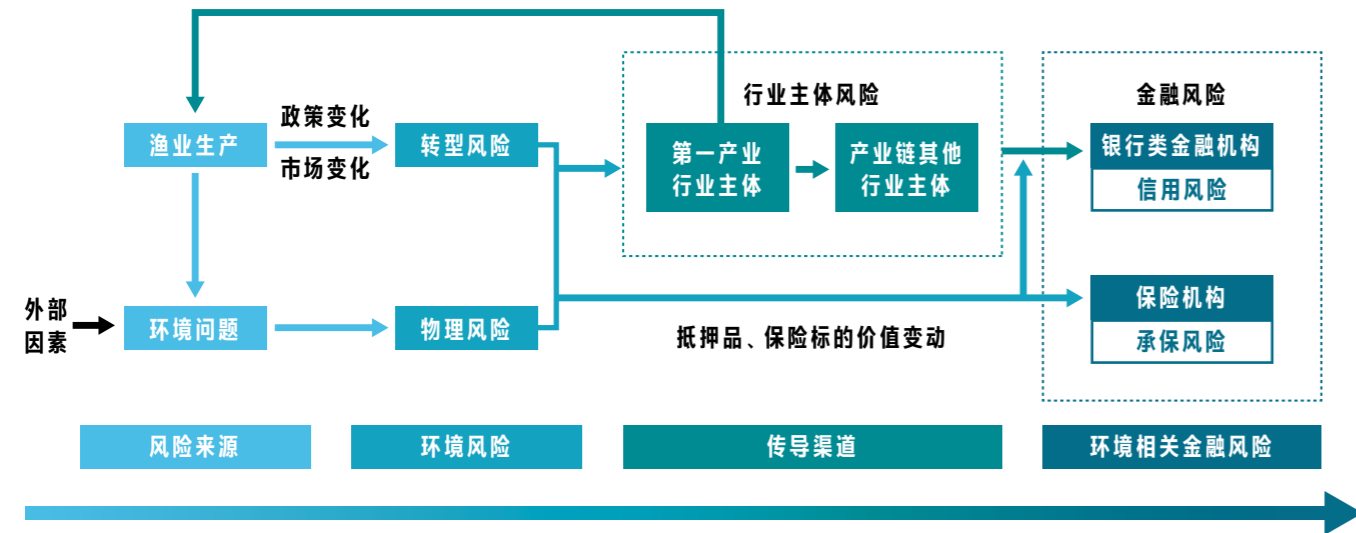 行业主体风险
金融风险
政策变化
渔业生产
转型风险
市场变化
第一产业
行业主体
产业链其他
行业主体
银行类金融机构
信用风险
外部
因素
环境问题
物理风险
抵押品、保险标的价值变动
保险机构
承保风险
风险来源
环境风险
传导渠道
环境相关金融风险